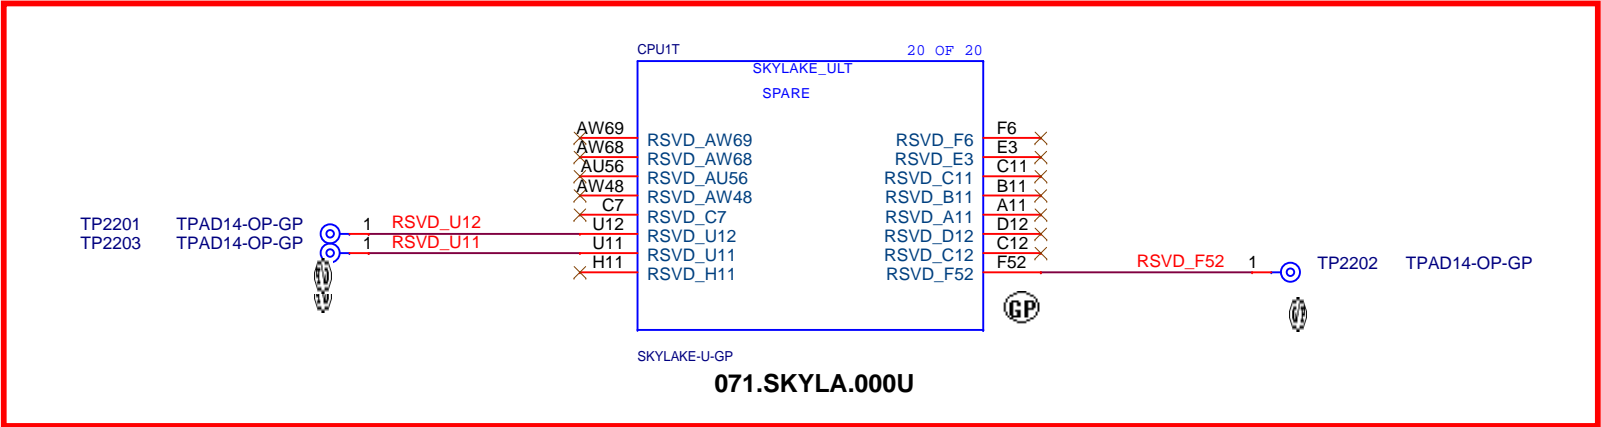 CPU1T 20 OF 20
SKYLAKE_ULT
SPARE
AW69 RSVD_AW69 RSVD_F6 F6
AW68 RSVD_AW68 RSVD_E3 E3
AU56 RSVD_AU56 RSVD_C11 C11
AW48 RSVD_AW48 RSVD_B11 B11
C7 RSVD_C7 RSVD_A11 A11
TP2201 TPAD14-OP-GP 1 RSVD_U12 U12 RSVD_U12 RSVD_D12 D12
TP2203 TPAD14-OP-GP 1 RSVD_U11 U11 RSVD_U11 RSVD_C12 C12
H11 RSVD_H11 RSVD_F52 F52 RSVD_F52 1 TP2202 TPAD14-OP-GP
GP
SKYLAKE-U-GP
071.SKYLA.000U